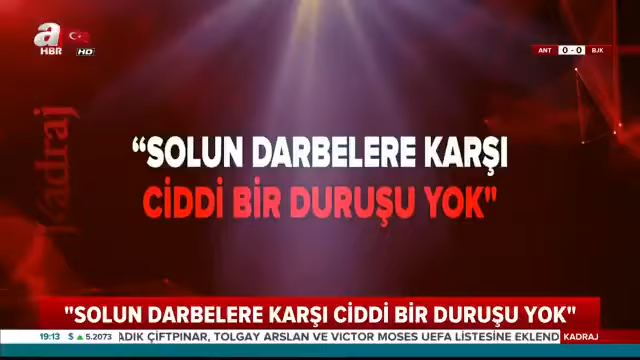 a
HBR
HD
ANT 0-0 BJK
Kadraj
“SOLUN DARBELERE KARŞI
CİDDİ BİR DURUŞU YOK"
"SOLUN DARBELERE KARŞI CİDDİ BİR DURUŞU YOK"
19:13 $ 5.2073 ADIK ÇİFTPINAR, TOLGAY ARSLAN VE VICTOR MOSES UEFA LİSTESİNE EKLEND KADRAJ